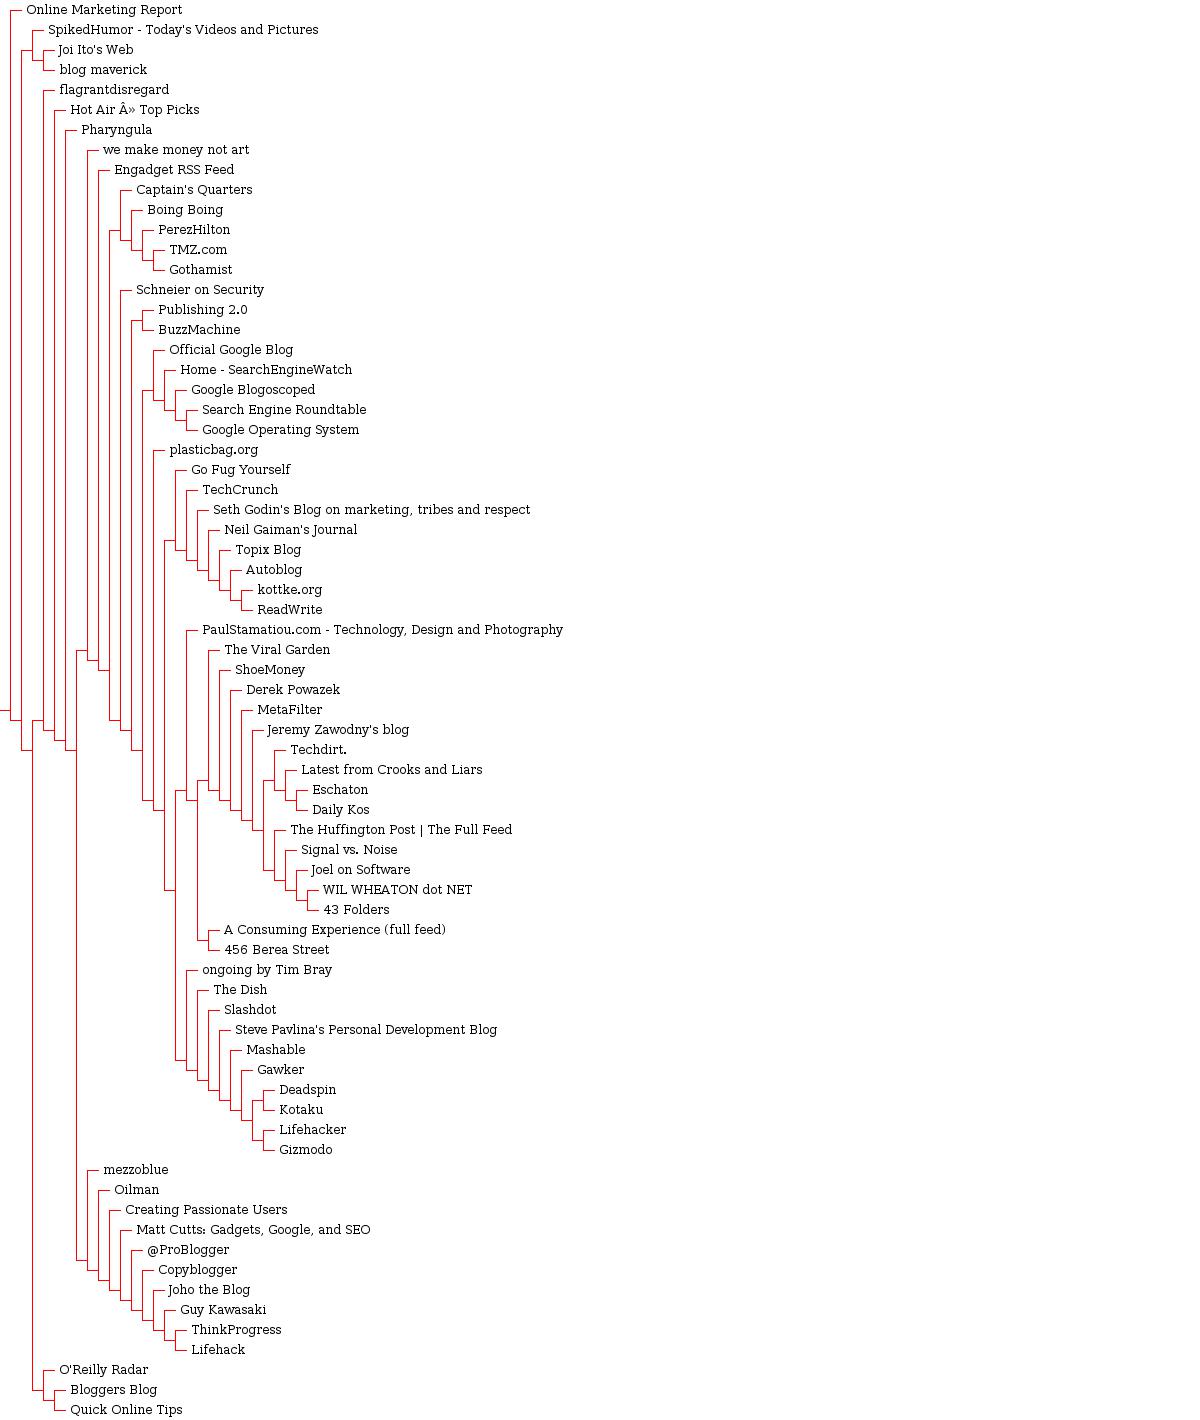 Online Marketing Report
SpikedHumor - Today's Videos and Pictures
Joi Ito's Web
blog maverick
flagrantdisregard
Hot Air Â» Top Picks
Pharyngula
we make money not art
Engadget RSS Feed
Captain's Quarters
Boing Boing
PerezHilton
TMZ.com
Gothamist
Schneier on Security
Publishing 2.0
BuzzMachine
Official Google Blog
Home - SearchEngineWatch
Google Blogoscoped
Search Engine Roundtable
Google Operating System
plasticbag.org
Go Fug Yourself
TechCrunch
Seth Godin's Blog on marketing, tribes and respect
Neil Gaiman's Journal
Topix Blog
Autoblog
kottke.org
ReadWrite
PaulStamatiou.com - Technology, Design and Photography
The Viral Garden
ShoeMoney
Derek Powazek
MetaFilter
Jeremy Zawodny's blog
Techdirt.
Latest from Crooks and Liars
Eschaton
Daily Kos
The Huffington Post | The Full Feed
Signal vs. Noise
Joel on Software
WIL WHEATON dot NET
43 Folders
A Consuming Experience (full feed)
456 Berea Street
ongoing by Tim Bray
The Dish
Slashdot
Steve Pavlina's Personal Development Blog
Mashable
Gawker
Deadspin
Kotaku
Lifehacker
Gizmodo
mezzoblue
Oilman
Creating Passionate Users
Matt Cutts: Gadgets, Google, and SEO
@ProBlogger
Copyblogger
Joho the Blog
Guy Kawasaki
ThinkProgress
Lifehack
O'Reilly Radar
Bloggers Blog
Quick Online Tips